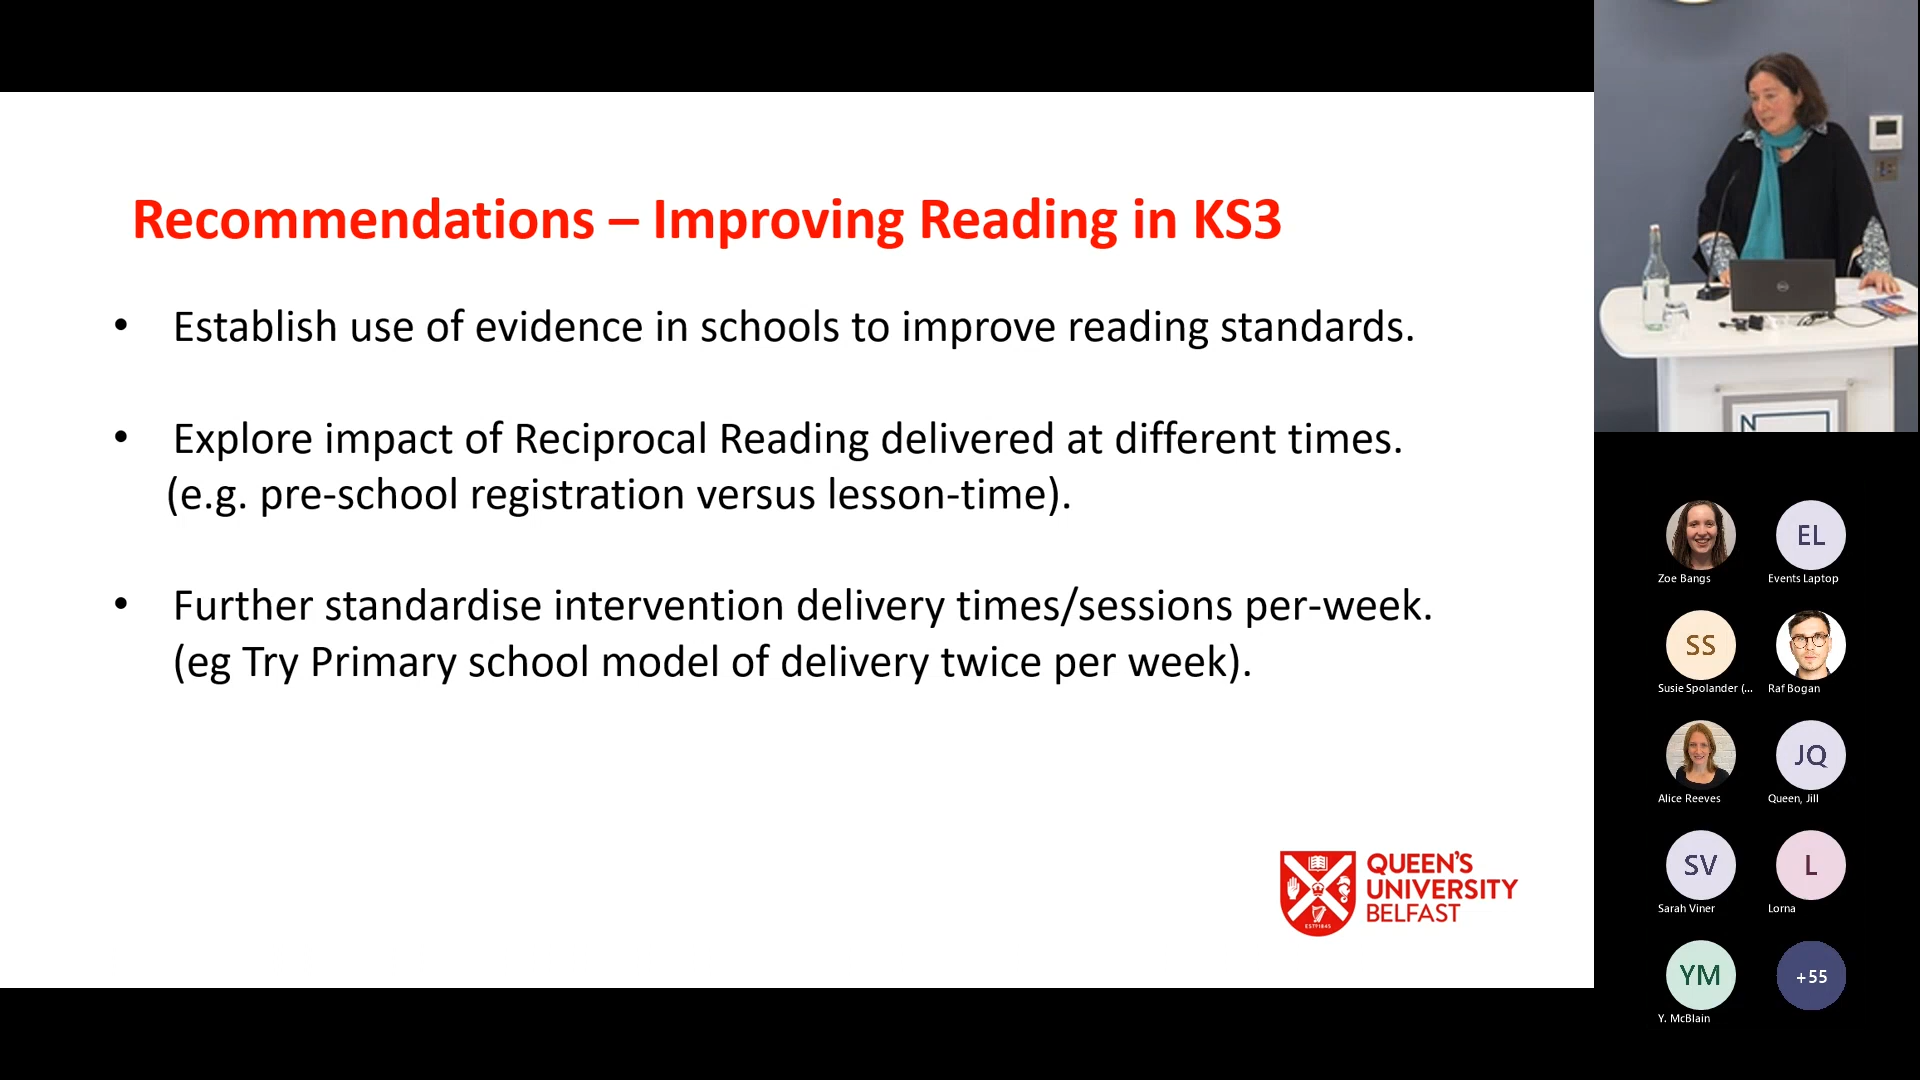 Recommendations – Improving Reading in KS3
• Establish use of evidence in schools to improve reading standards.
• Explore impact of Reciprocal Reading delivered at different times.
(e.g. pre-school registration versus lesson-time).
• Further standardise intervention delivery times/sessions per-week.
(eg Try Primary school model of delivery twice per week).
QUEEN'S
UNIVERSITY
BELFAST
ESTD1845
N
Zoe Bangs
EL
Events Laptop
SS
Susie Spolander (...
Raf Bogan
Alice Reeves
JQ
Queen, Jill
SV
Sarah Viner
L
Lorna
YM
Y. McBlain
+55